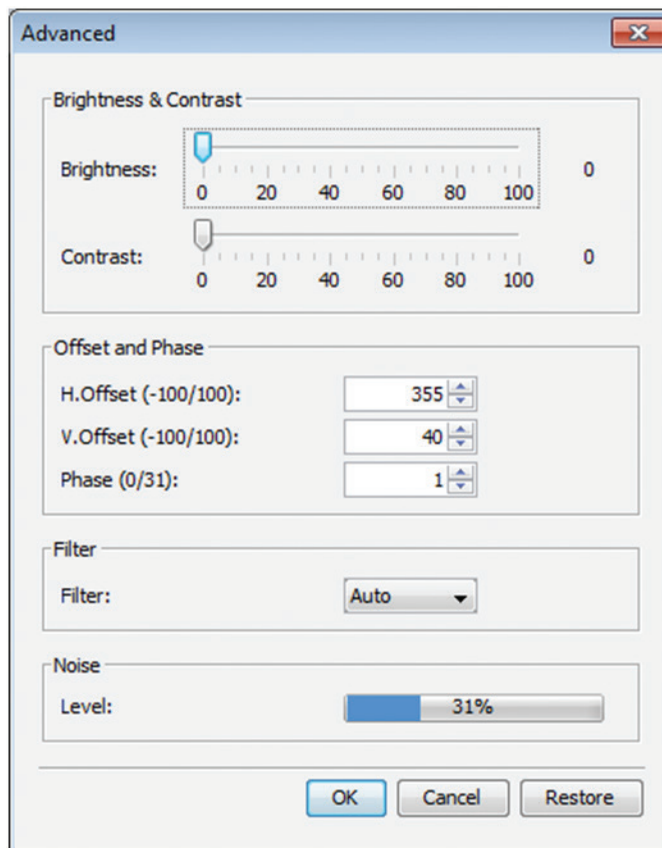 Advanced
Brightness & Contrast
Brightness: 0
0 20 40 60 80 100
Contrast: 0
0 20 40 60 80 100
Offset and Phase
H.Offset (-100/100): 355
V.Offset (-100/100): 40
Phase (0/31): 1
Filter
Filter: Auto
Noise
Level: 31%
OK Cancel Restore